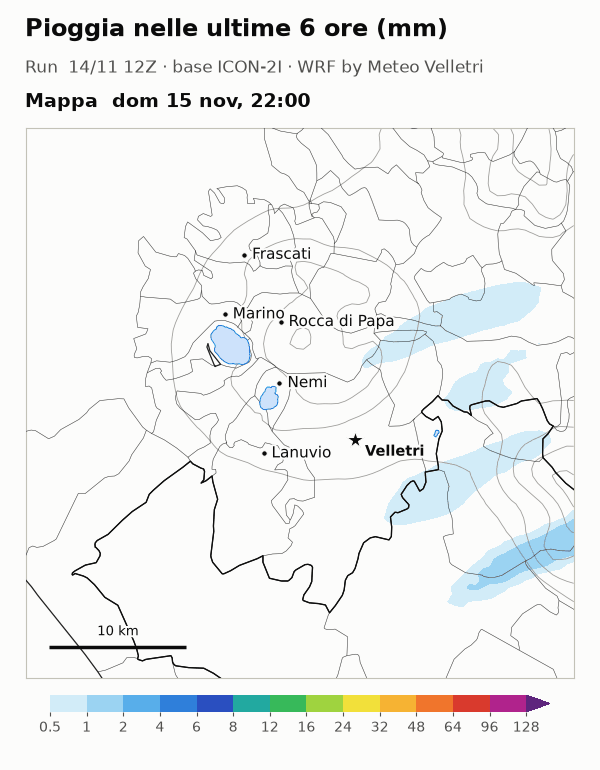 Pioggia nelle ultime 6 ore (mm)
Run  14/11 12Z · base ICON-2I · WRF by Meteo Velletri
Mappa  dom 15 nov, 22:00
Frascati
Marino
Rocca di Papa
Nemi
Velletri
Lanuvio
10 km
0.5 1 2 4 6 8 12 16 24 32 48 64 96 128